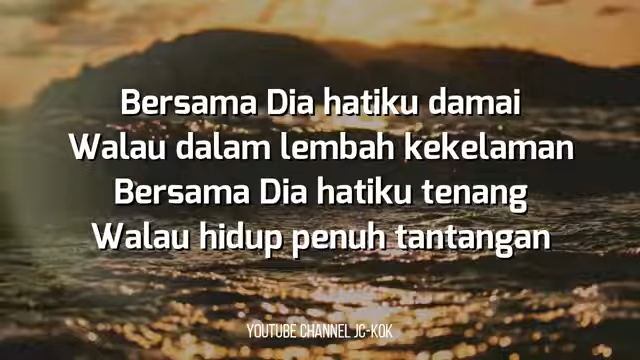 Bersama Dia hatiku damai
Walau dalam lembah kekelaman
Bersama Dia hatiku tenang
Walau hidup penuh tantangan
YOUTUBE CHANNEL JC-KOK